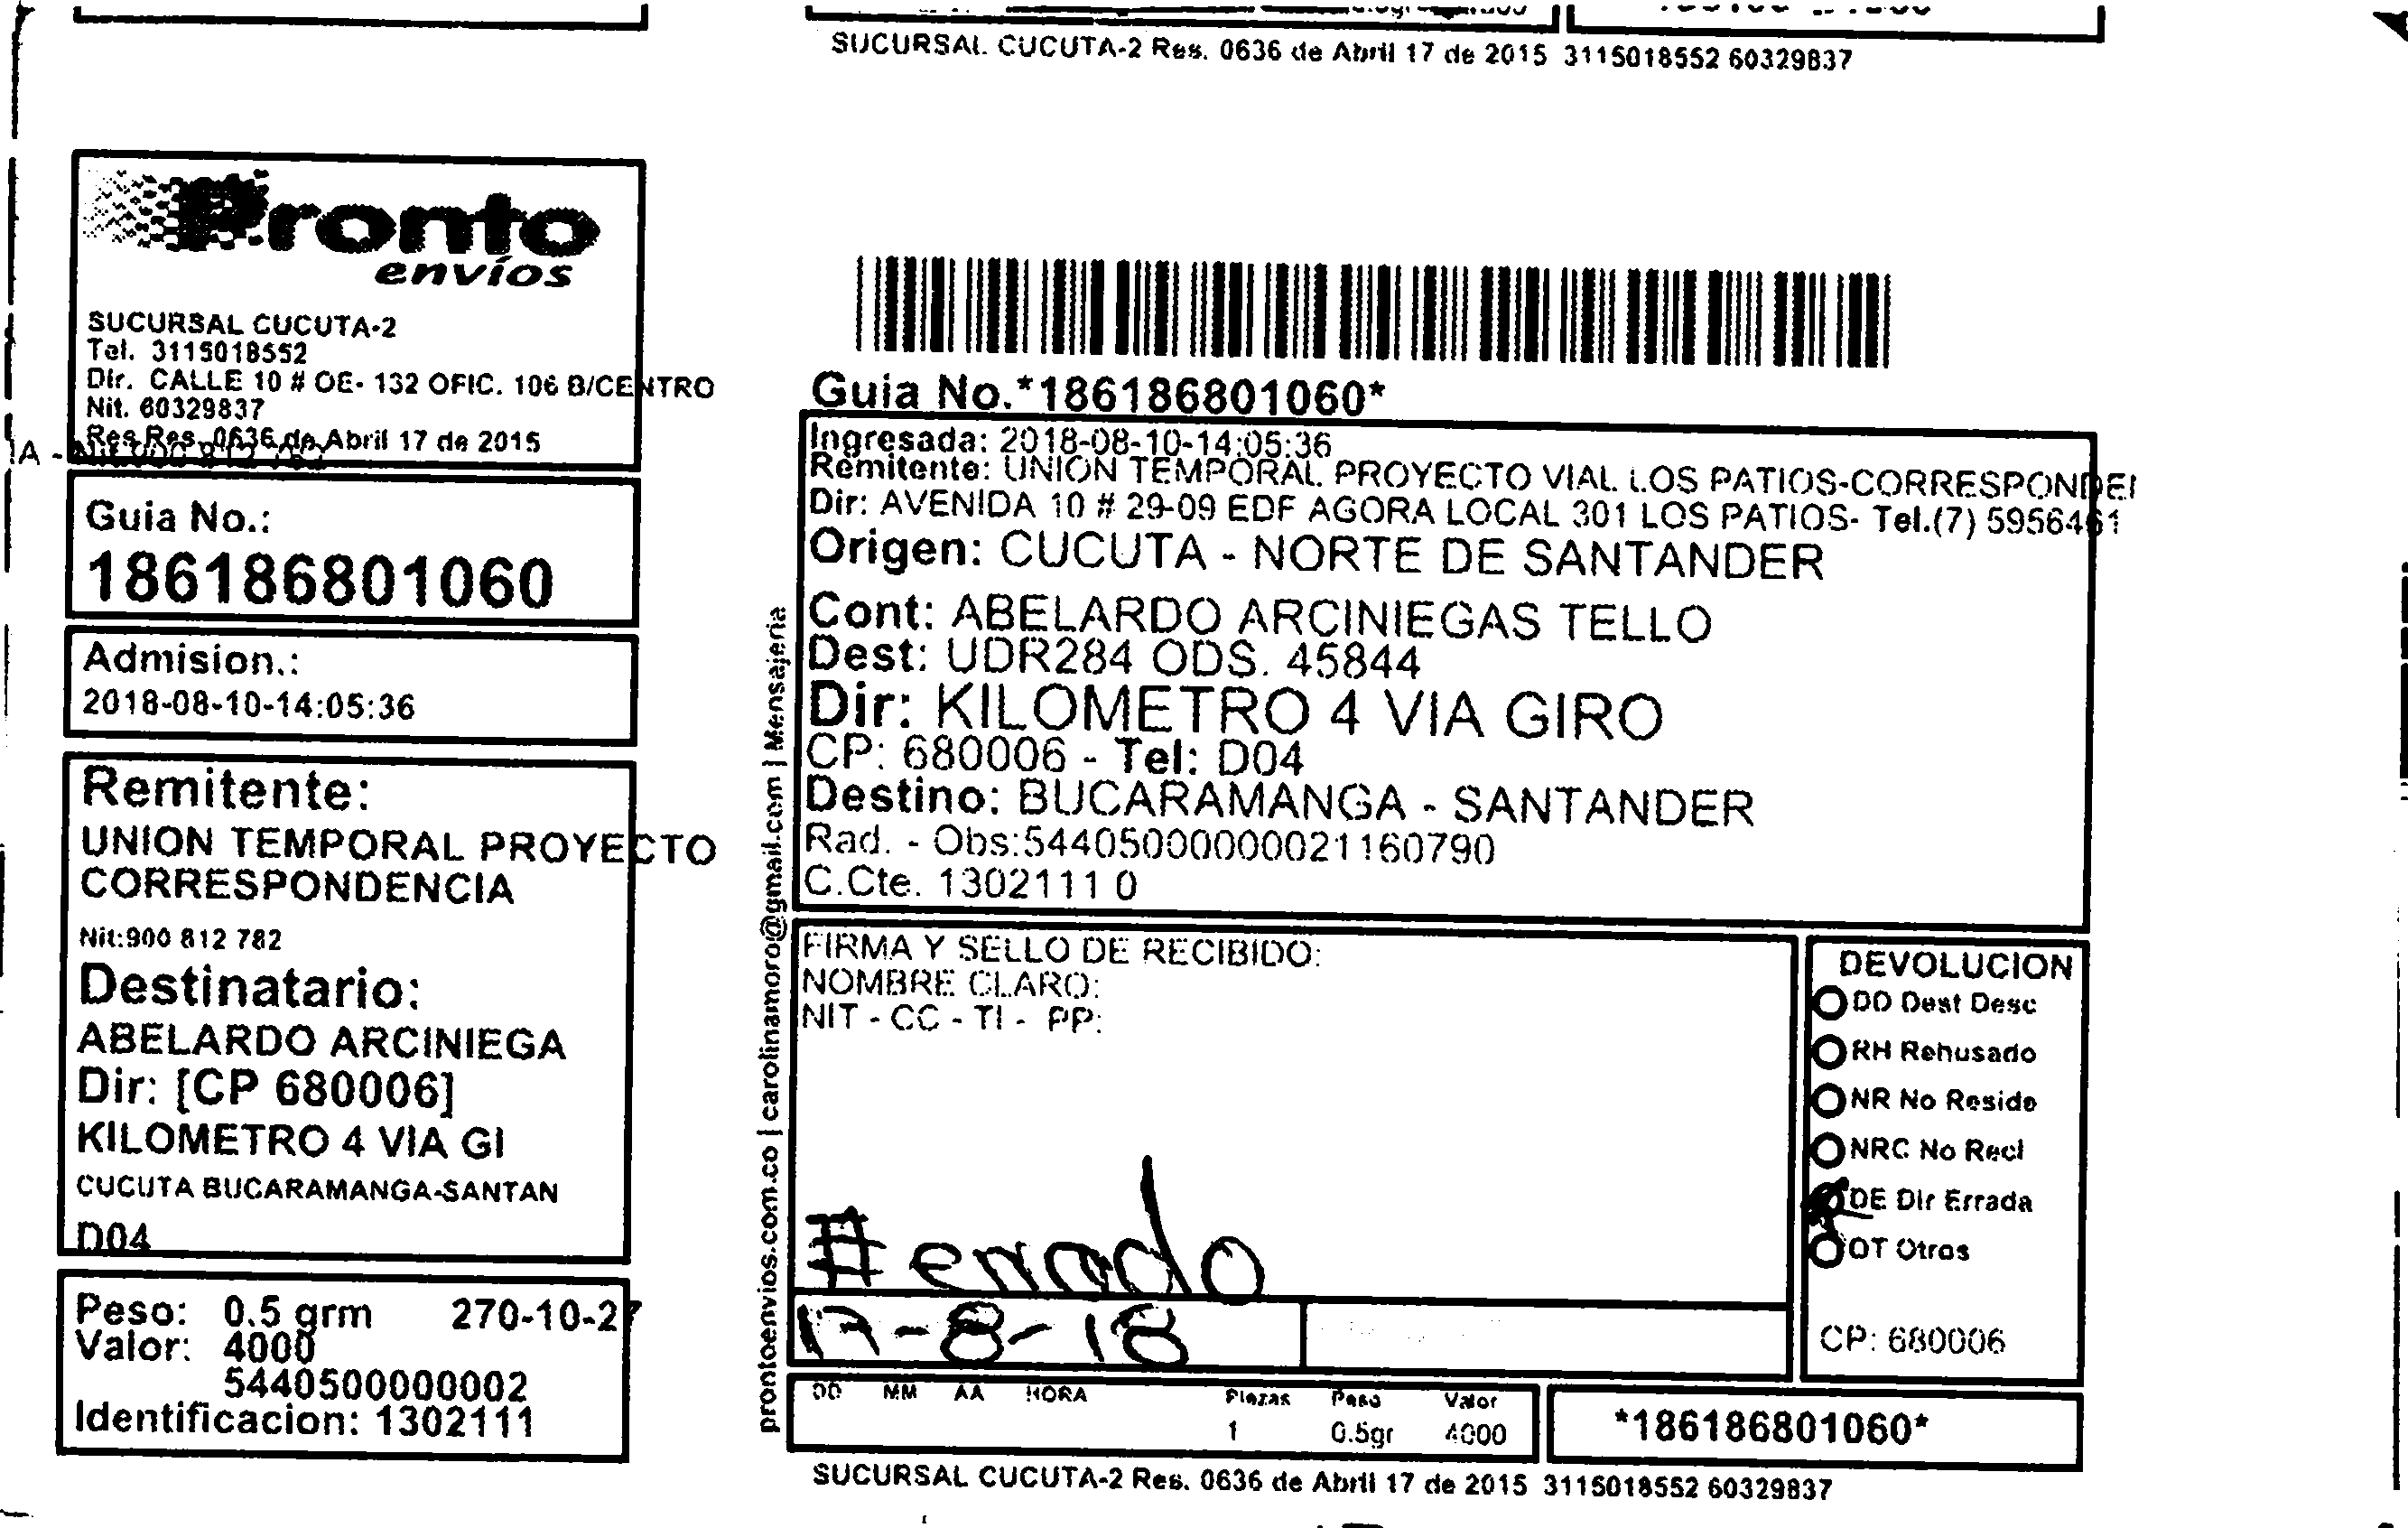 SUCURSAL CUCUTA-2 Res. 0636 de Abril 17 de 2015 3115018552 60329837
Pronto
envíos
SUCURSAL CUCUTA-2
Tel. 3115018552
Dir. CALLE 10 # OE- 132 OFIC. 106 B/CENTRO
Nit. 60329837
Res.Res. 0636 de Abril 17 de 2015
Guia No.:
186186801060
Admision.:
2018-08-10-14:05:36
Remitente:
UNION TEMPORAL PROYECTO
CORRESPONDENCIA
Nit:900 812 782
Destinatario:
ABELARDO ARCINIEGA
Dir: [CP 680006]
KILOMETRO 4 VIA GI
CUCUTA BUCARAMANGA-SANTAN
D04
Peso: 0.5 grm 270-10-27
Valor: 4000
5440500000002
Identificacion: 1302111
prontoenvios.com.co | carolinamoro@gmail.com | Mensajeria
Guia No.*186186801060*
Ingresada: 2018-08-10-14:05:36
Remitente: UNION TEMPORAL PROYECTO VIAL LOS PATIOS-CORRESPONDEI
Dir: AVENIDA 10 # 29-09 EDF AGORA LOCAL 301 LOS PATIOS- Tel.(7) 5956461
Origen: CUCUTA - NORTE DE SANTANDER
Cont: ABELARDO ARCINIEGAS TELLO
Dest: UDR284 ODS. 45844
Dir: KILOMETRO 4 VIA GIRO
CP: 680006 - Tel: D04
Destino: BUCARAMANGA - SANTANDER
Rad. - Obs:544050000000021160790
C.Cte. 1302111 0
FIRMA Y SELLO DE RECIBIDO:
NOMBRE CLARO:
NIT - CC - TI - PP:
# errado
17-8-18
DD MM AA HORA Piezas Peso Valor
1 0.5gr 4000
DEVOLUCION
DD Dest Desc
RH Rehusado
NR No Reside
NRC No Recl
DE Dir Errada
OT Otros
CP: 680006
*186186801060*
SUCURSAL CUCUTA-2 Res. 0636 de Abril 17 de 2015 3115018552 60329837